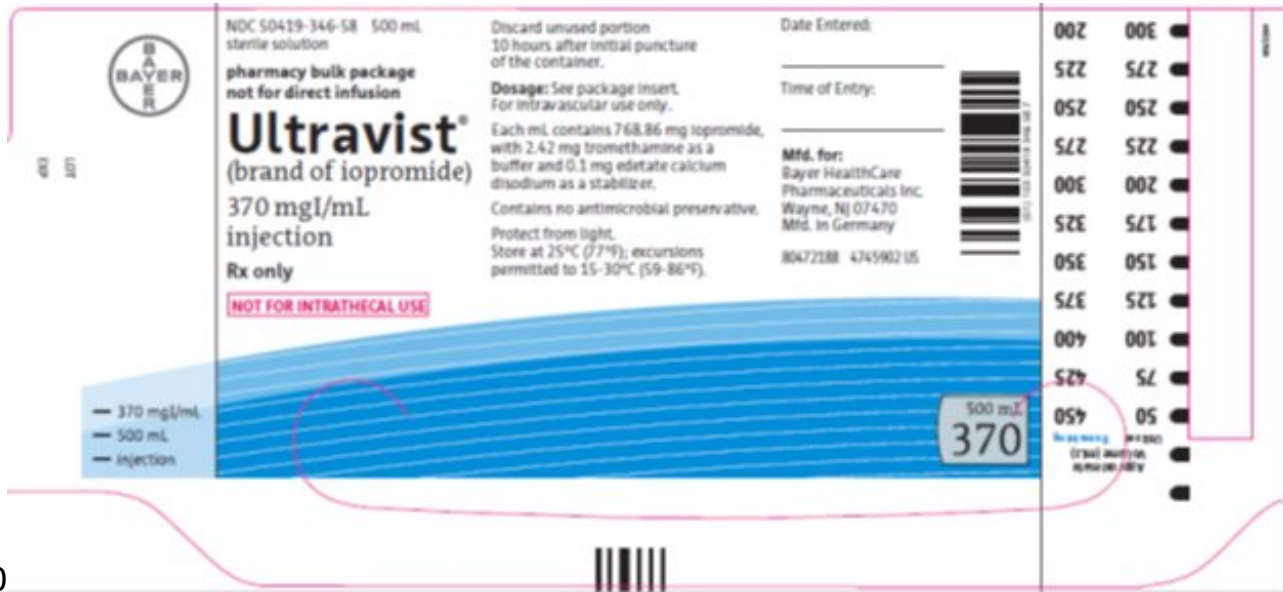 BAYER
BAYER
EXP
LOT
NDC 50419-346-58 500 mL
sterile solution
pharmacy bulk package
not for direct infusion
Ultravist®
(brand of iopromide)
370 mgI/mL
injection
Rx only
NOT FOR INTRATHECAL USE
Discard unused portion
10 hours after initial puncture
of the container.
Dosage: See package insert.
For intravascular use only.
Each mL contains 768.86 mg iopromide,
with 2.42 mg tromethamine as a
buffer and 0.1 mg edetate calcium
disodium as a stabilizer.
Contains no antimicrobial preservative.
Protect from light.
Store at 25°C (77°F); excursions
permitted to 15-30°C (59-86°F).
Date Entered:
Time of Entry:
Mfd. for:
Bayer HealthCare
Pharmaceuticals Inc.
Wayne, NJ 07470
Mfd. in Germany
80472188 4745902 US
370 mgI/mL
500 mL
injection
500 mL
370
Approximate
Volume (mL)
50 450
75 425
100 400
125 375
150 350
175 325
200 300
225 275
250 250
275 225
300 200
0